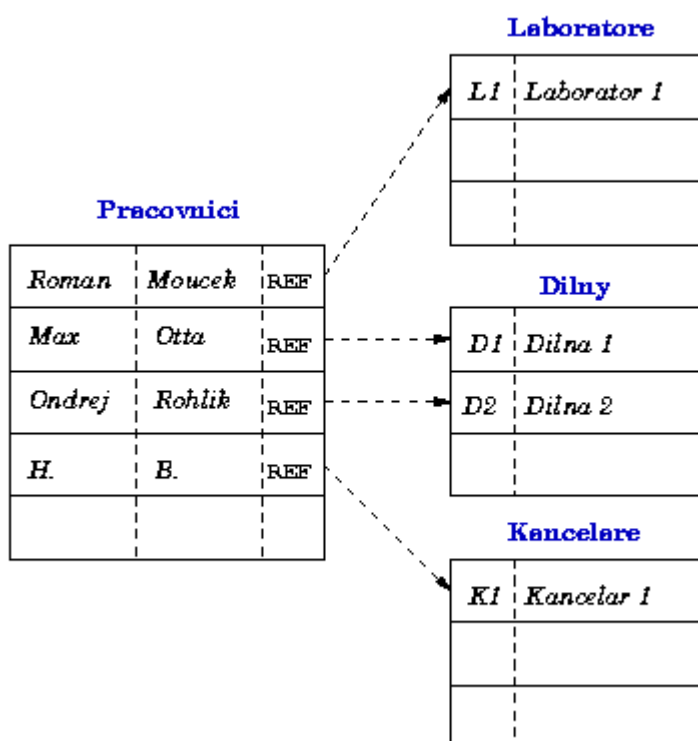 Laboratore
L1 Laborator 1
Pracovnici
Roman Moucek REF
Max Otta REF
Ondrej Rohlik REF
H. B. REF
Dilny
D1 Dilna 1
D2 Dilna 2
Kancelare
K1 Kancelar 1